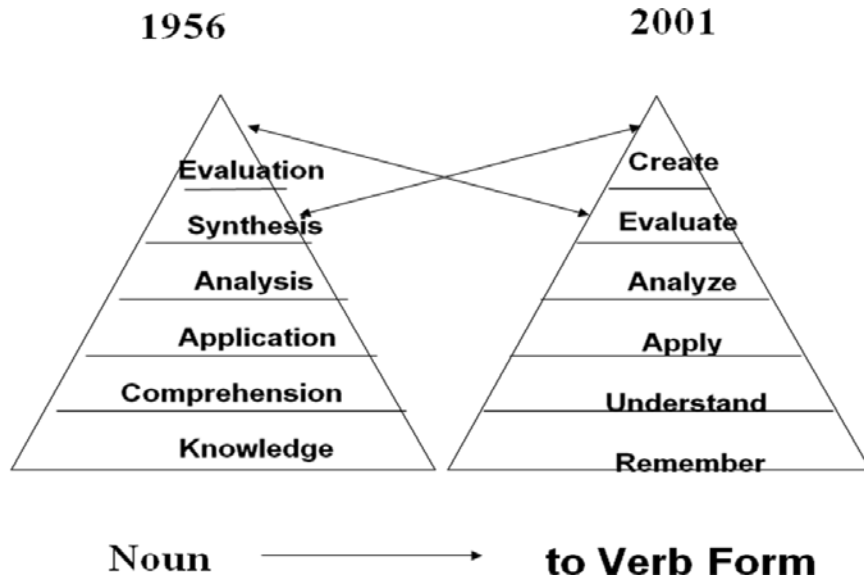 1956
2001
Evaluation
Synthesis
Analysis
Application
Comprehension
Knowledge
Create
Evaluate
Analyze
Apply
Understand
Remember
Noun
to Verb Form